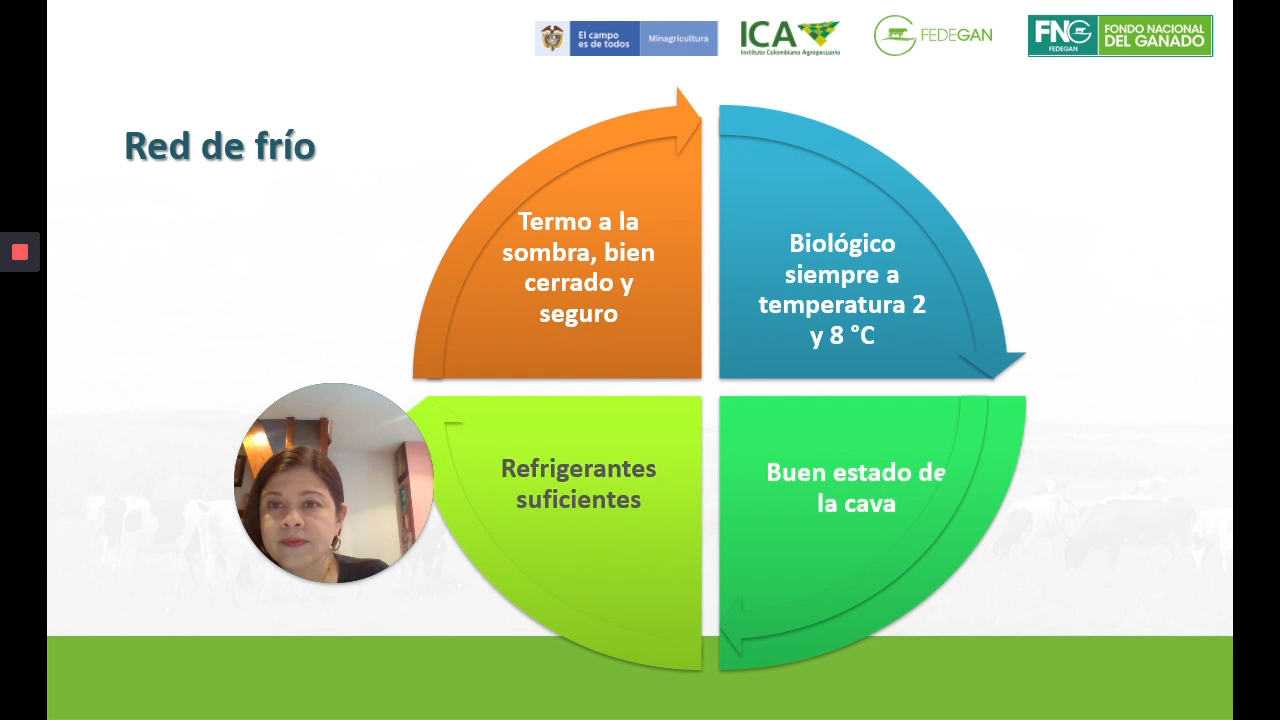 El campo
es de todos
Minagricultura
ICA
Instituto Colombiano Agropecuario
FEDEGAN
FNG
FEDEGAN
FONDO NACIONAL
DEL GANADO
Red de frío
Termo a la
sombra, bien
cerrado y
seguro
Biológico
siempre a
temperatura 2
y 8 °C
Refrigerantes
suficientes
Buen estado de
la cava